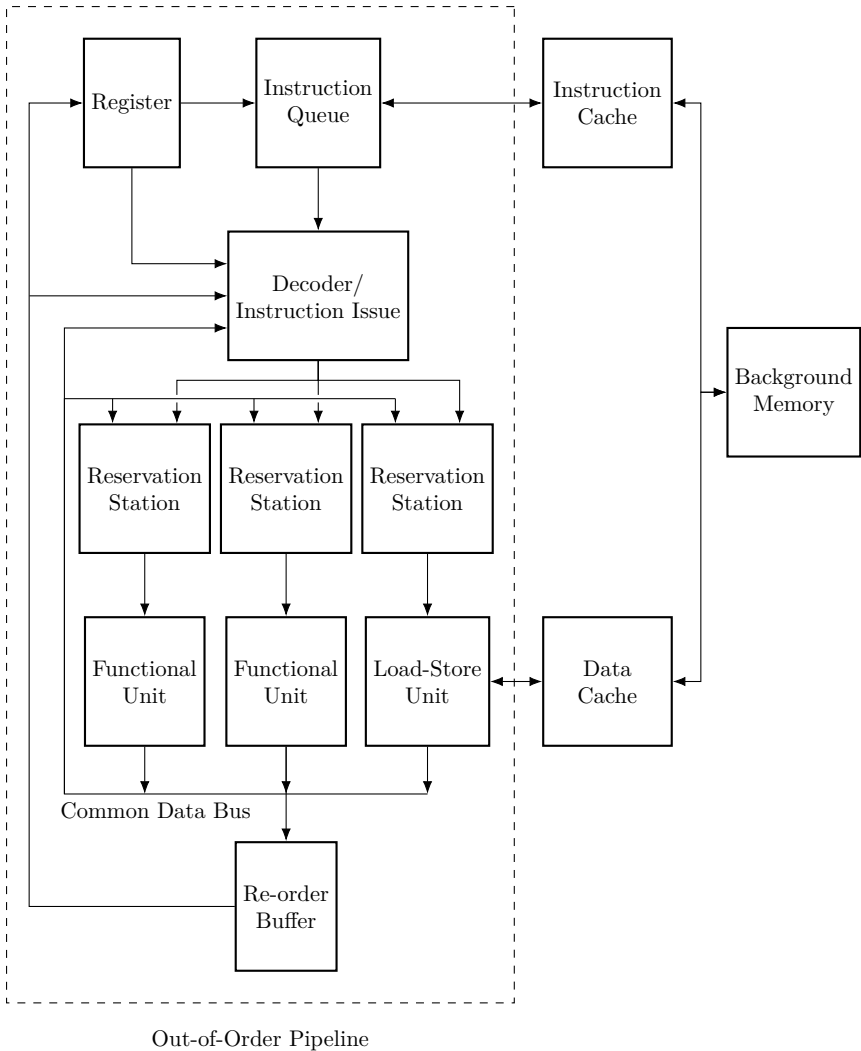 Register
Instruction
Queue
Instruction
Cache
Decoder/
Instruction Issue
Background
Memory
Reservation
Station
Reservation
Station
Reservation
Station
Functional
Unit
Functional
Unit
Load-Store
Unit
Data
Cache
Common Data Bus
Re-order
Buffer
Out-of-Order Pipeline